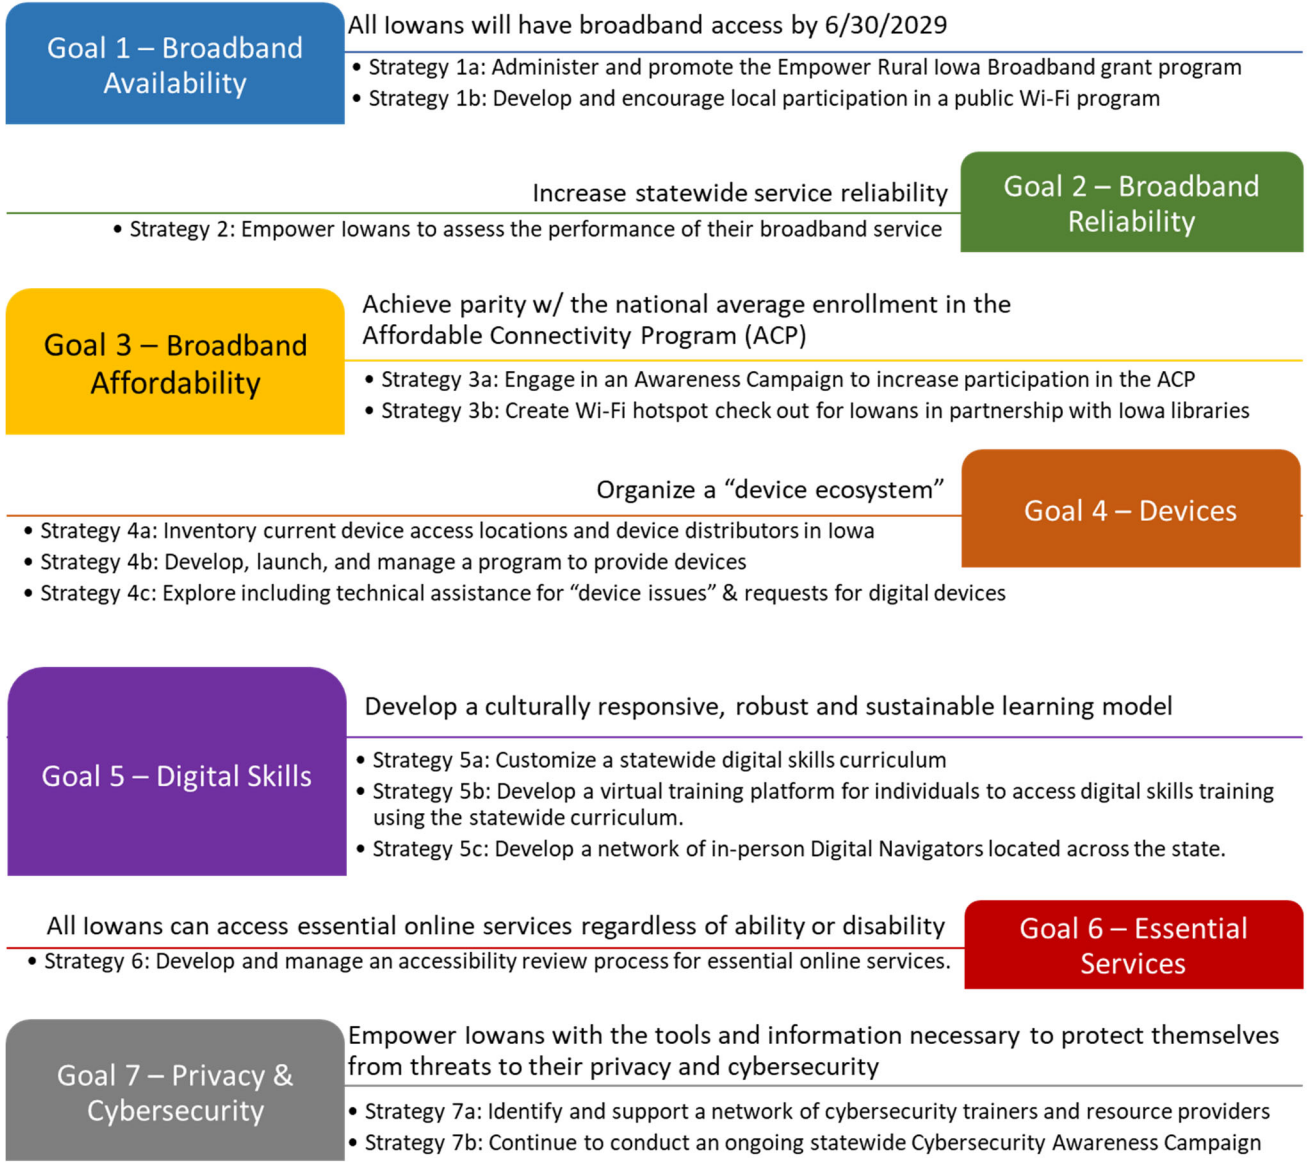 Goal 1 – Broadband
Availability
All Iowans will have broadband access by 6/30/2029
• Strategy 1a: Administer and promote the Empower Rural Iowa Broadband grant program
• Strategy 1b: Develop and encourage local participation in a public Wi-Fi program
Increase statewide service reliability
• Strategy 2: Empower Iowans to assess the performance of their broadband service
Goal 2 – Broadband
Reliability
Goal 3 – Broadband
Affordability
Achieve parity w/ the national average enrollment in the
Affordable Connectivity Program (ACP)
• Strategy 3a: Engage in an Awareness Campaign to increase participation in the ACP
• Strategy 3b: Create Wi-Fi hotspot check out for Iowans in partnership with Iowa libraries
Organize a “device ecosystem”
• Strategy 4a: Inventory current device access locations and device distributors in Iowa
• Strategy 4b: Develop, launch, and manage a program to provide devices
• Strategy 4c: Explore including technical assistance for “device issues” & requests for digital devices
Goal 4 – Devices
Goal 5 – Digital Skills
Develop a culturally responsive, robust and sustainable learning model
• Strategy 5a: Customize a statewide digital skills curriculum
• Strategy 5b: Develop a virtual training platform for individuals to access digital skills training
using the statewide curriculum.
• Strategy 5c: Develop a network of in-person Digital Navigators located across the state.
All Iowans can access essential online services regardless of ability or disability
• Strategy 6: Develop and manage an accessibility review process for essential online services.
Goal 6 – Essential
Services
Goal 7 – Privacy &
Cybersecurity
Empower Iowans with the tools and information necessary to protect themselves
from threats to their privacy and cybersecurity
• Strategy 7a: Identify and support a network of cybersecurity trainers and resource providers
• Strategy 7b: Continue to conduct an ongoing statewide Cybersecurity Awareness Campaign